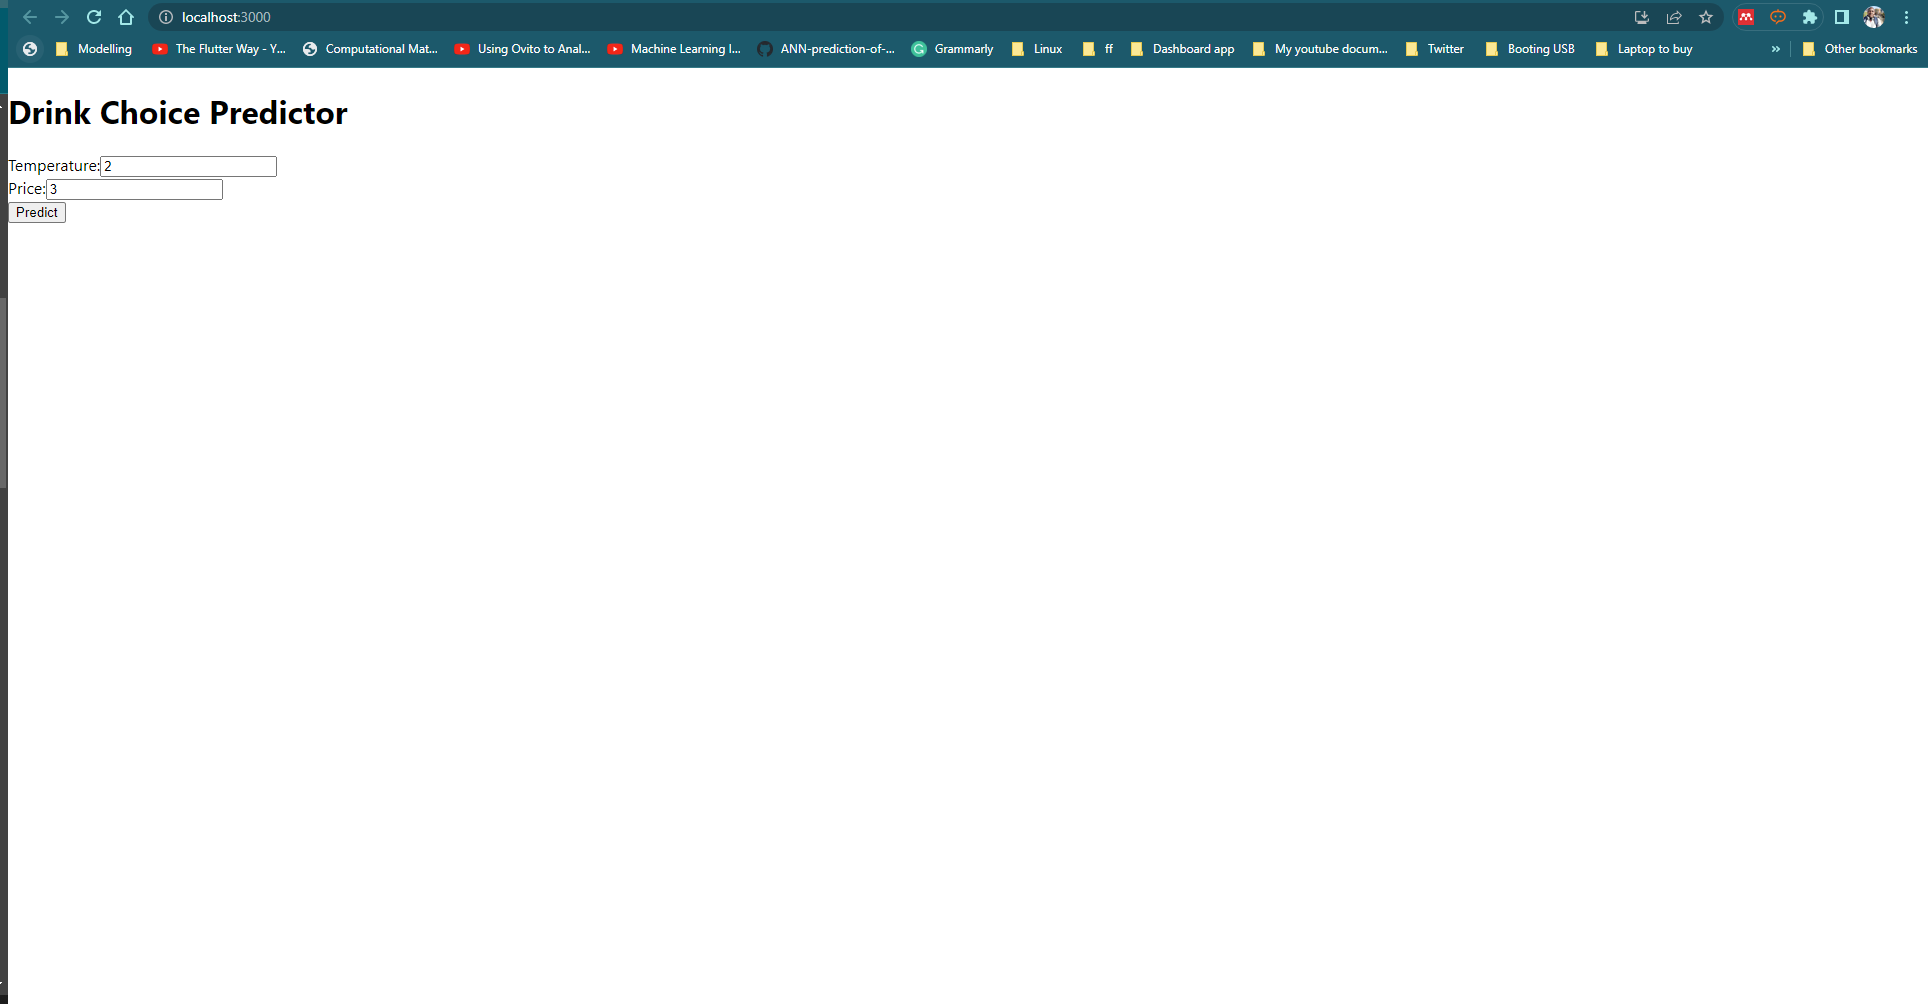 localhost:3000
Modelling The Flutter Way - Y... Computational Mat... Using Ovito to Anal... Machine Learning I... ANN-prediction-of-... Grammarly Linux ff Dashboard app My youtube docum... Twitter Booting USB Laptop to buy » Other bookmarks
Drink Choice Predictor
Temperature: 2
Price: 3
Predict